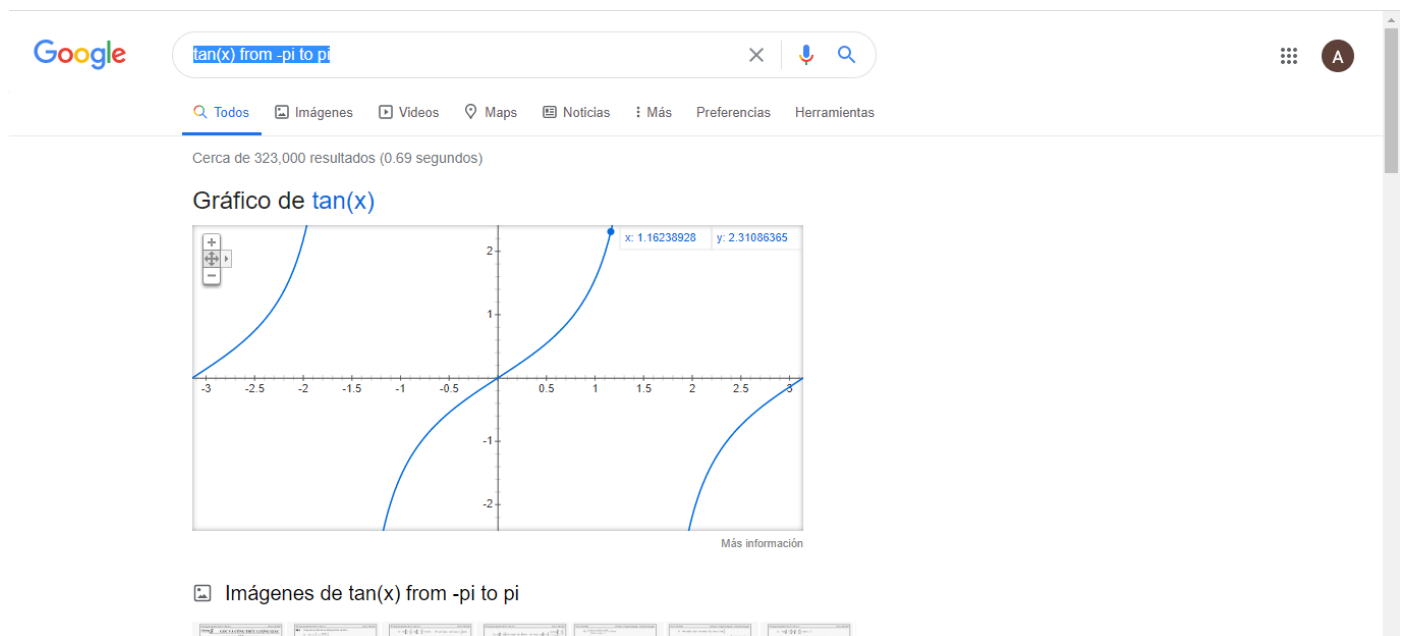 Google
tan(x) from -pi to pi
A
Todos Imágenes Videos Maps Noticias Más Preferencias Herramientas
Cerca de 323,000 resultados (0.69 segundos)
Gráfico de tan(x)
x: 1.16238928 y: 2.31086365
2
1
-3 -2.5 -2 -1.5 -1 -0.5 0.5 1 1.5 2 2.5 3
-1
-2
Más información
Imágenes de tan(x) from -pi to pi